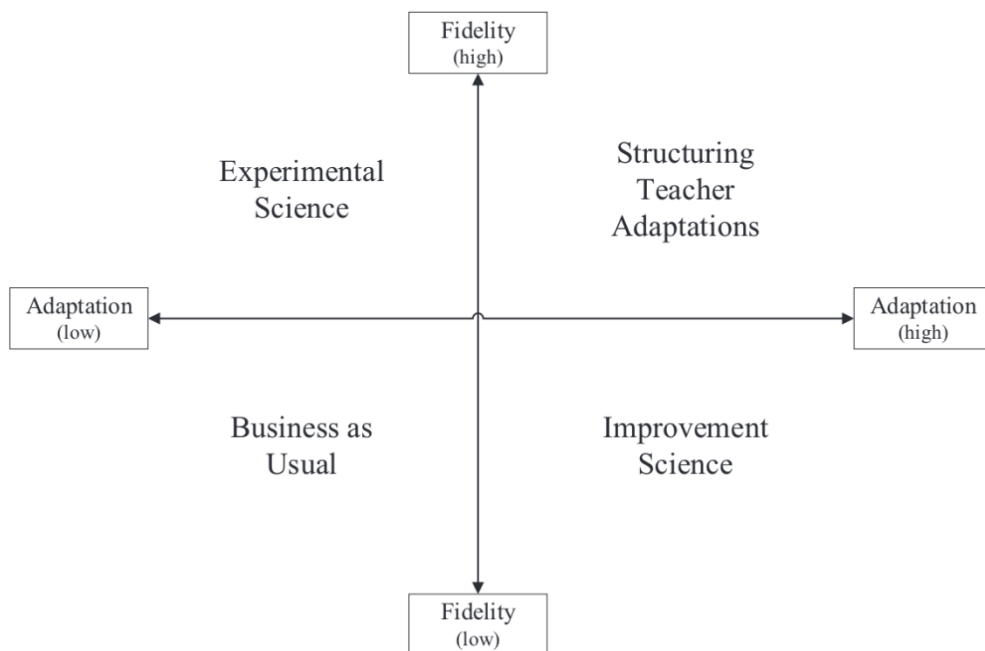 Fidelity
(high)
Experimental
Science
Structuring
Teacher
Adaptations
Adaptation
(low)
Adaptation
(high)
Business as
Usual
Improvement
Science
Fidelity
(low)